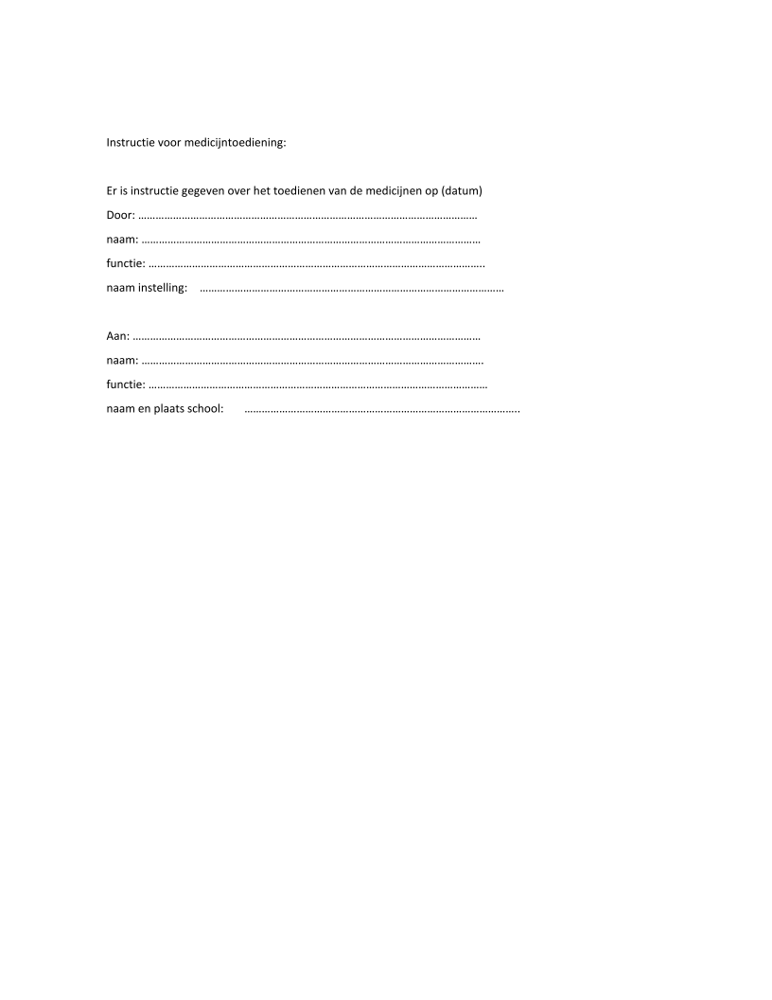 Instructie voor medicijntoediening:
Er is instructie gegeven over het toedienen van de medicijnen op (datum)
Door: ……………………………………………………………………………………………………
naam: ……………………………………………………………………………………………………
functie: …………………………………………………………………………………………………..
naam instelling: …………………………………………………………………………………………
Aan: ………………………………………………………………………………………………………
naam: …………………………………………………………………………………………………….
functie: ……………………………………………………………………………………………………
naam en plaats school: ………………………………………………………………………………..